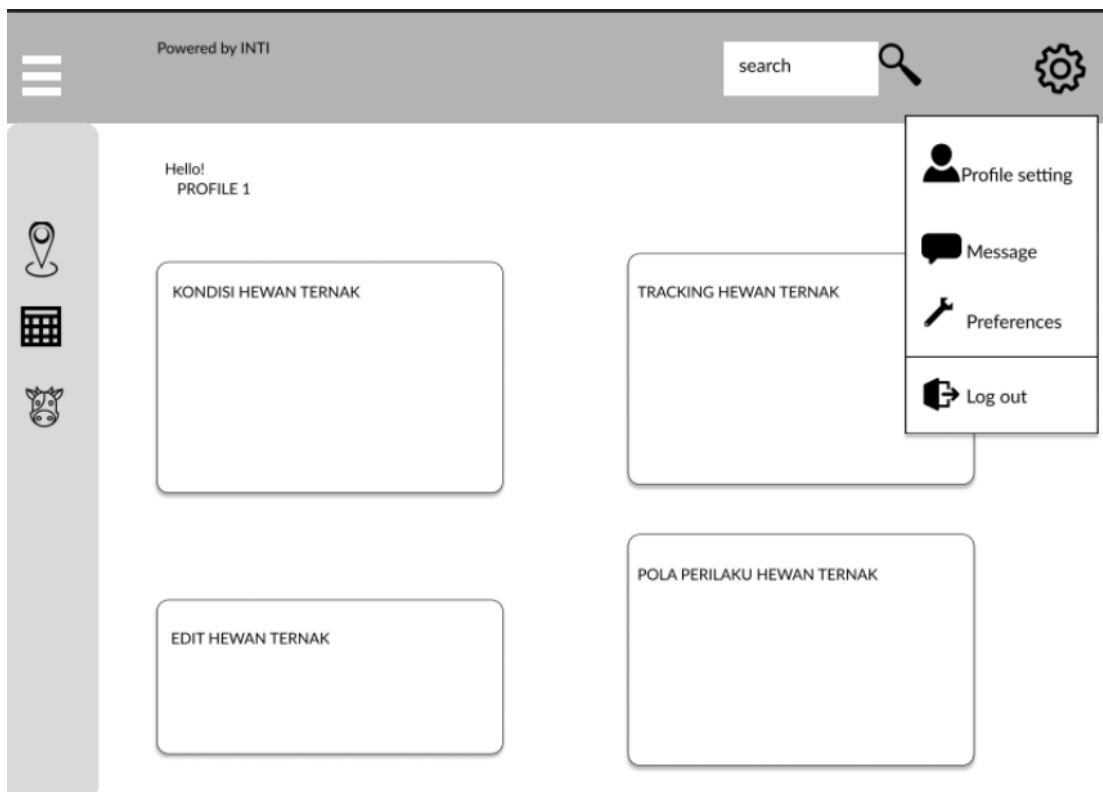 Powered by INTI
search
Hello!
PROFILE 1
Profile setting
Message
Preferences
Log out
KONDISI HEWAN TERNAK
TRACKING HEWAN TERNAK
EDIT HEWAN TERNAK
POLA PERILAKU HEWAN TERNAK